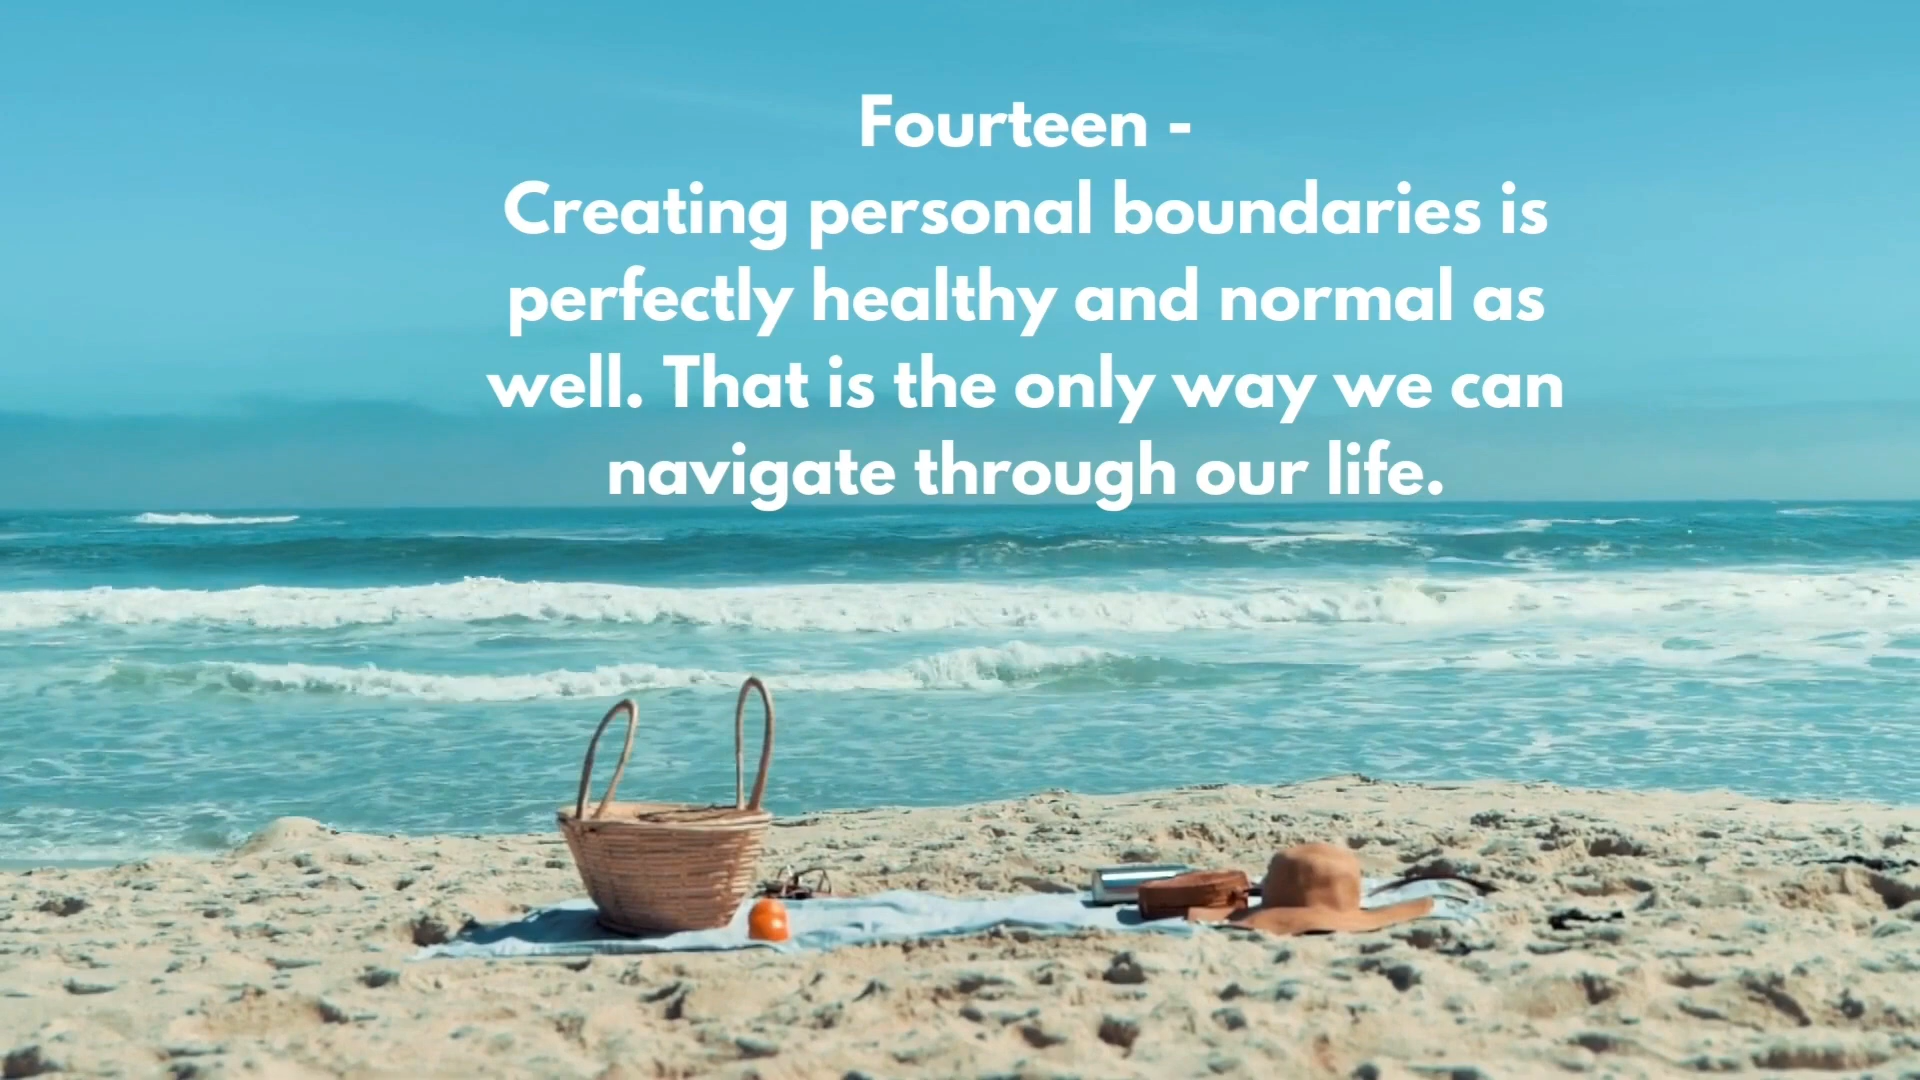 Fourteen -
Creating personal boundaries is
perfectly healthy and normal as
well. That is the only way we can
navigate through our life.